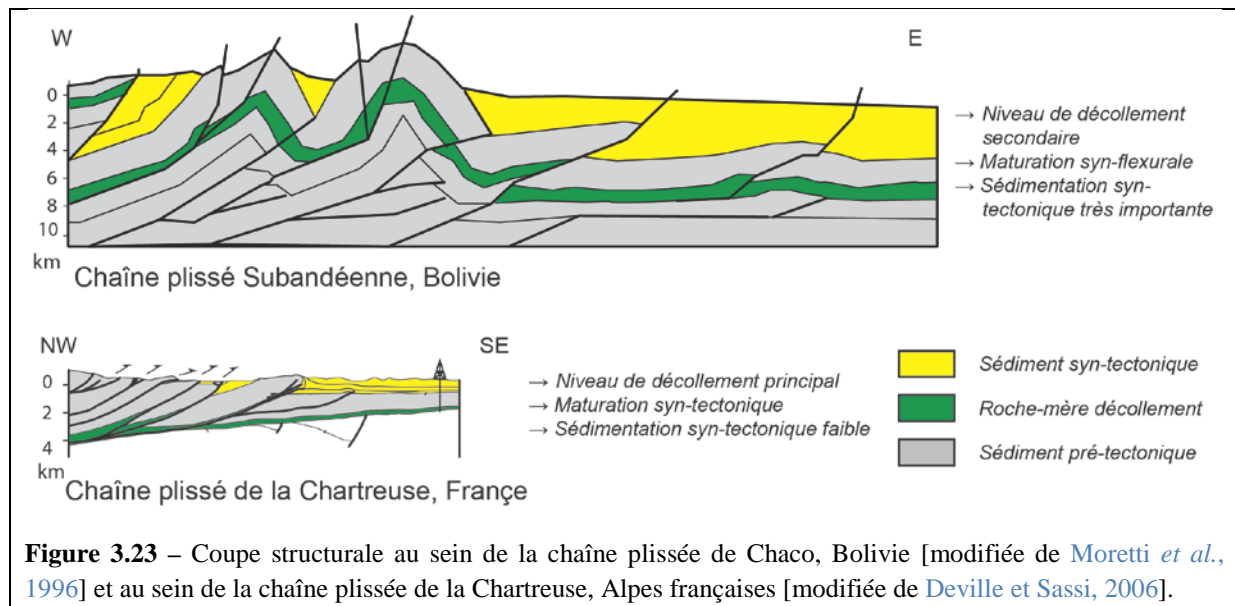 W
E
0
2
4
6
8
10
km
→ Niveau de décollement
secondaire
→ Maturation syn-flexurale
→ Sédimentation syn-
tectonique très importante
Chaîne plissé Subandéenne, Bolivie
NW
SE
0
2
4
km
→ Niveau de décollement principal
→ Maturation syn-tectonique
→ Sédimentation syn-tectonique faible
Sédiment syn-tectonique
Roche-mère décollement
Sédiment pré-tectonique
Chaîne plissé de la Chartreuse, Françe
Figure 3.23 – Coupe structurale au sein de la chaîne plissée de Chaco, Bolivie [modifiée de Moretti et al.,
1996] et au sein de la chaîne plissée de la Chartreuse, Alpes françaises [modifiée de Deville et Sassi, 2006].